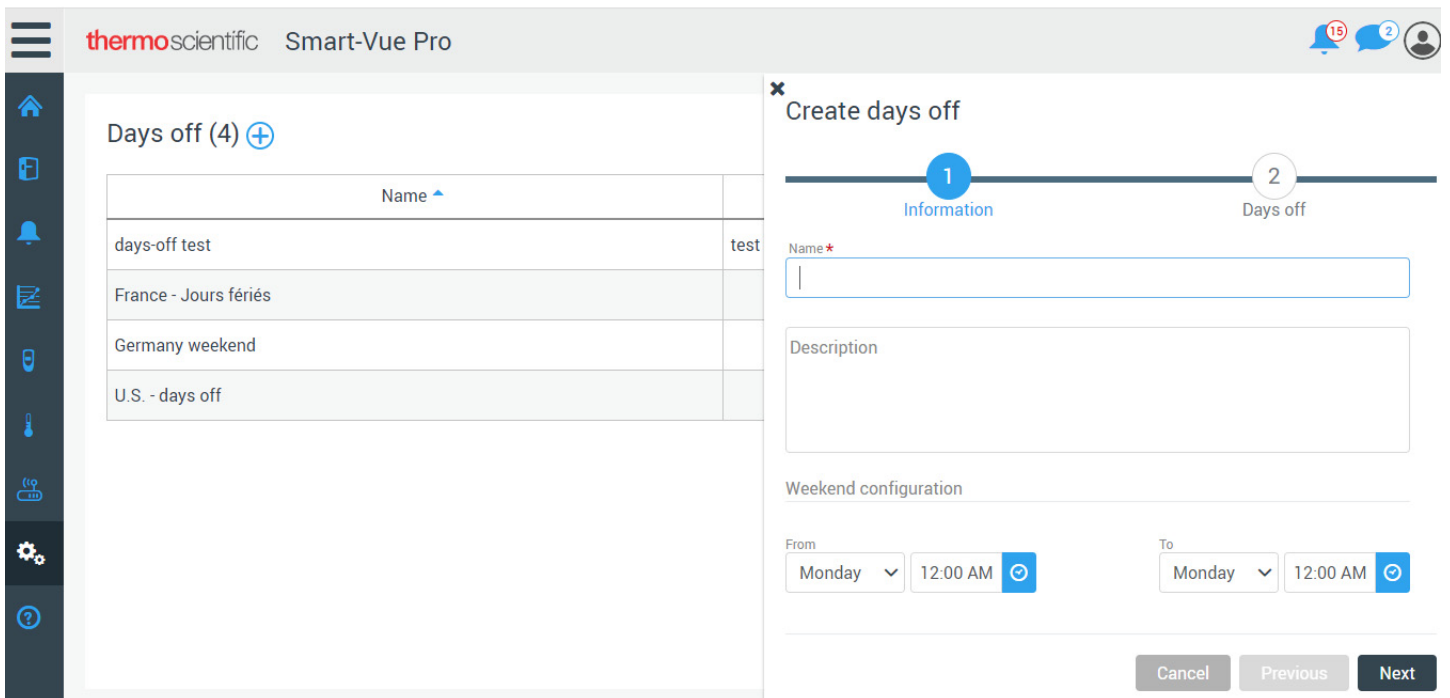 thermoscientific Smart-Vue Pro
15
2
Days off (4)
Name
days-off test
test
France - Jours fériés
Germany weekend
U.S. - days off
Create days off
1
2
Information
Days off
Name*
Description
Weekend configuration
From
To
Monday
12:00 AM
Monday
12:00 AM
Cancel
Previous
Next